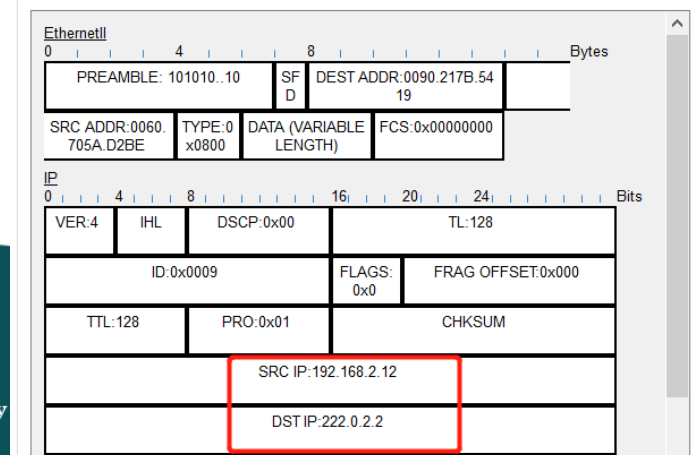 EthernetII
0 4 8 Bytes
PREAMBLE: 101010..10
SF
D
DEST ADDR:0090.217B.54
19
SRC ADDR:0060.
705A.D2BE
TYPE:0
x0800
DATA (VARIABLE
LENGTH)
FCS:0x00000000
IP
0 4 8 16 20 24 Bits
VER:4
IHL
DSCP:0x00
TL:128
ID:0x0009
FLAGS:
0x0
FRAG OFFSET:0x000
TTL:128
PRO:0x01
CHKSUM
SRC IP:192.168.2.12
DST IP:222.0.2.2
y